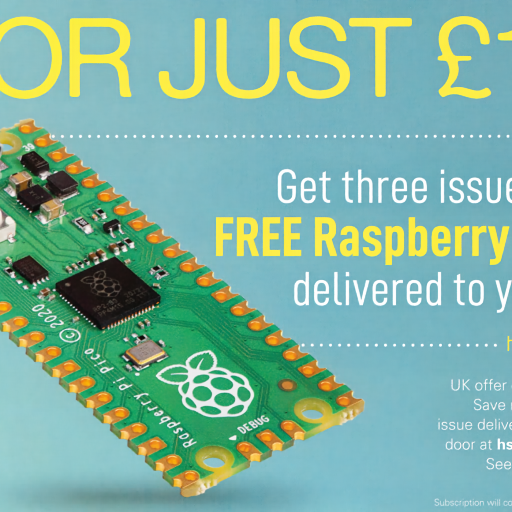 OR JUST £1
Get three issue
FREE Raspberry
delivered to y
h
UK offer
Save
issue delive
door at hs
See
Subscription will co
Raspberry Pi Pico © 2020
DEBUG